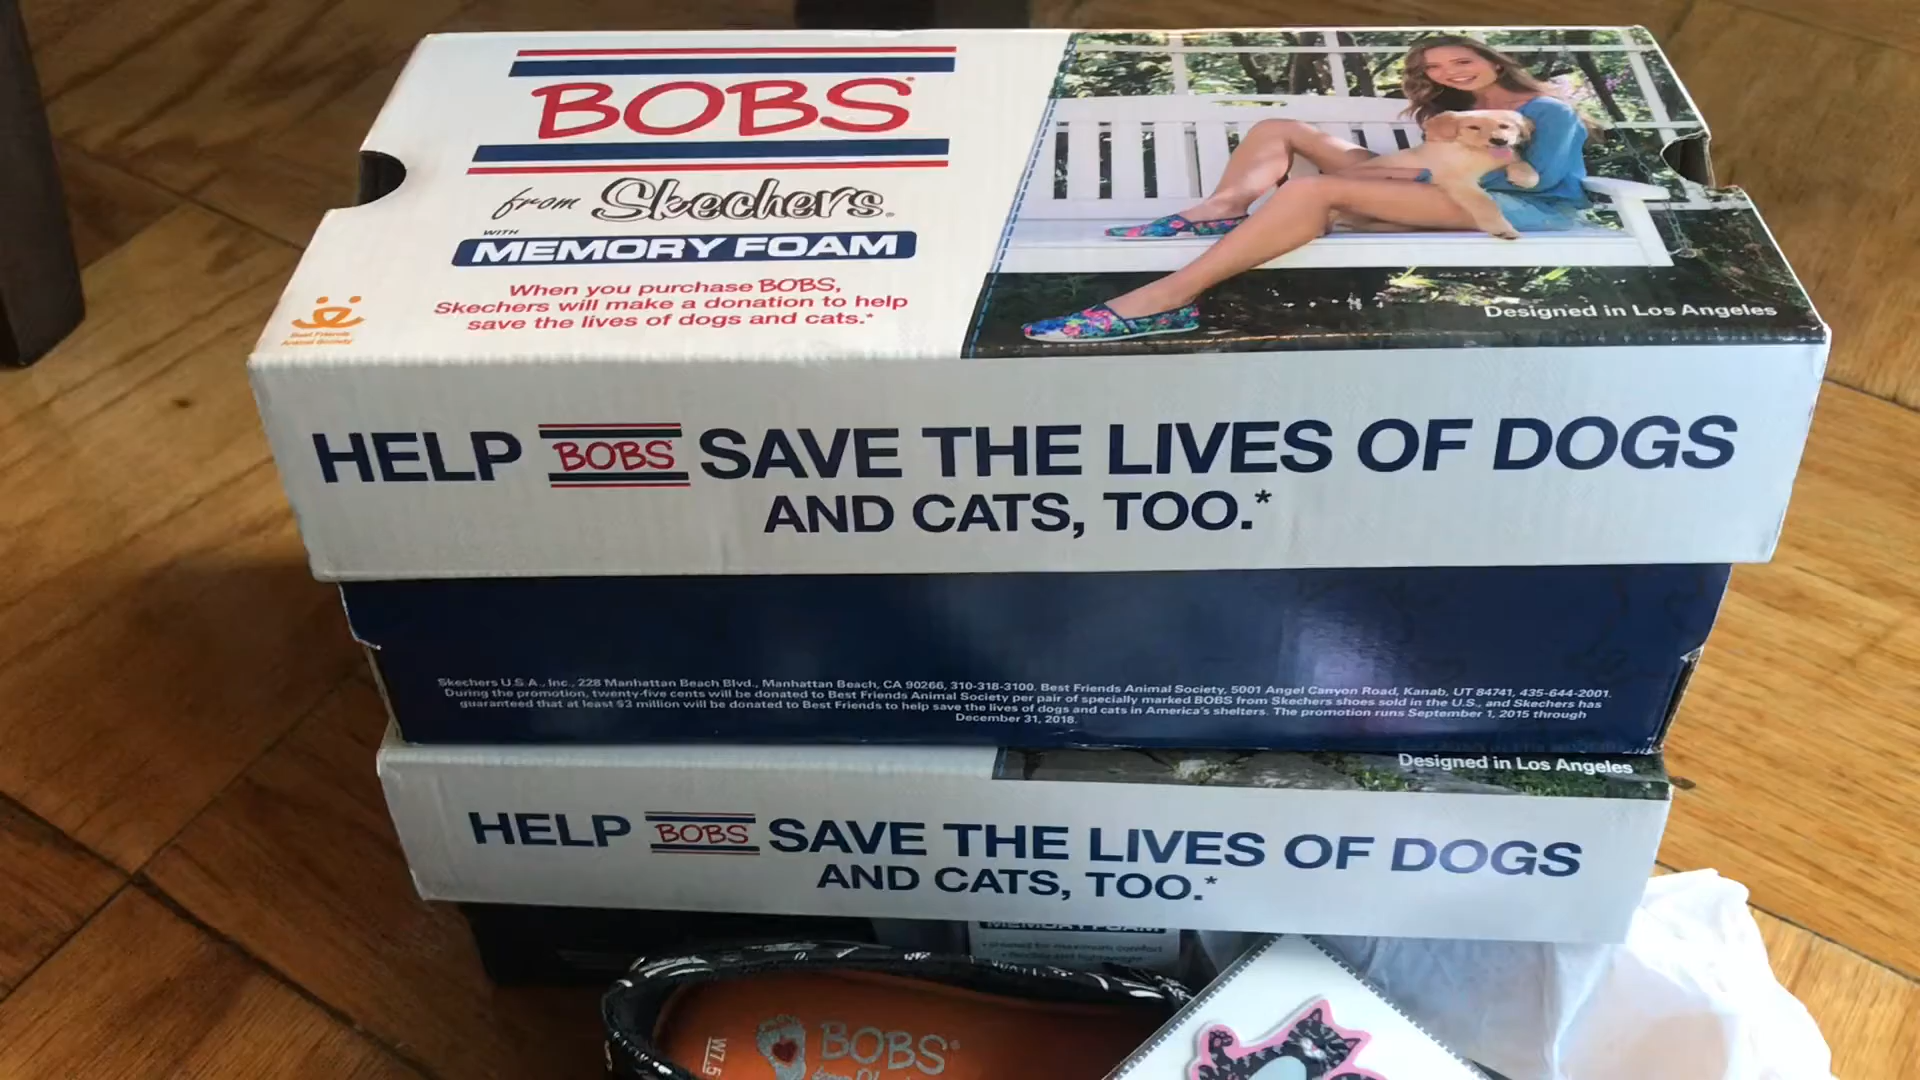 BOBS
from Skechers
WITH
MEMORY FOAM
When you purchase BOBS,
Skechers will make a donation to help
save the lives of dogs and cats.*
Best Friends
Animal Society
Designed in Los Angeles
HELP BOBS SAVE THE LIVES OF DOGS
AND CATS, TOO.*
Skechers U.S.A., Inc., 228 Manhattan Beach Blvd., Manhattan Beach, CA 90266, 310-318-3100. Best Friends Animal Society, 5001 Angel Canyon Road, Kanab, UT 84741, 435-644-2001.
During the promotion, twenty-five cents will be donated to Best Friends Animal Society per pair of specially marked BOBS from Skechers shoes sold in the U.S., and Skechers has
guaranteed that at least $3 million will be donated to Best Friends to help save the lives of dogs and cats in America's shelters. The promotion runs September 1, 2015 through
December 31, 2018.
Designed in Los Angeles
HELP BOBS SAVE THE LIVES OF DOGS
AND CATS, TOO.*
MEMORY FOAM
W7.5
BOBS